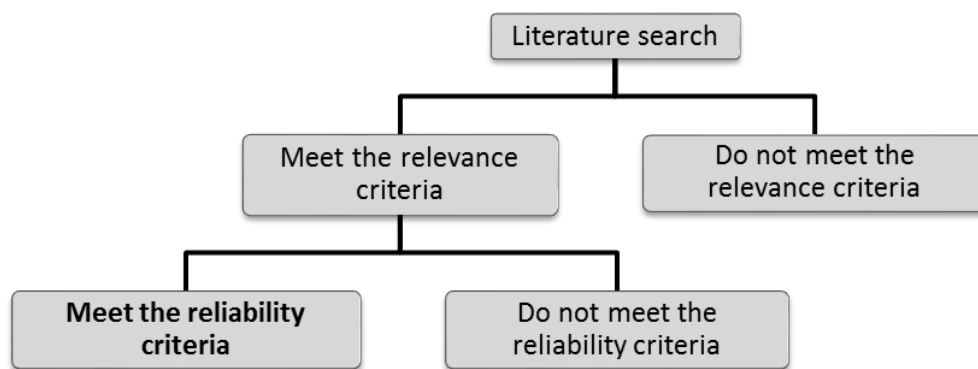 Literature search
Meet the relevance
criteria
Do not meet the
relevance criteria
Meet the reliability
criteria
Do not meet the
reliability criteria